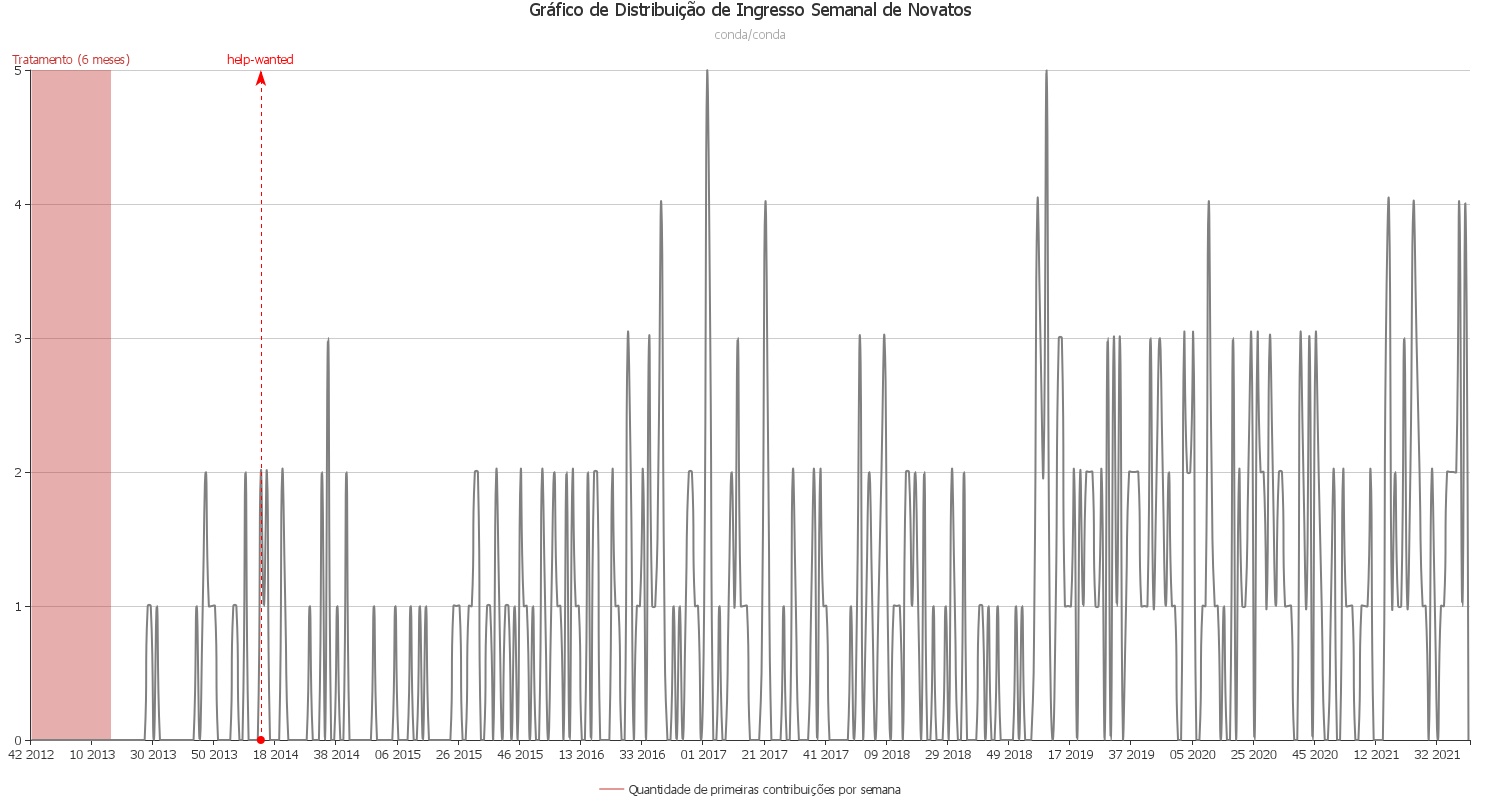 Gráfico de Distribuição de Ingresso Semanal de Novatos
conda/conda
Tratamento (6 meses)
help-wanted
5
4
3
2
1
0
42 2012 10 2013 30 2013 50 2013 18 2014 38 2014 06 2015 26 2015 46 2015 13 2016 33 2016 01 2017 21 2017 41 2017 09 2018 29 2018 49 2018 17 2019 37 2019 05 2020 25 2020 45 2020 12 2021 32 2021
Quantidade de primeiras contribuições por semana